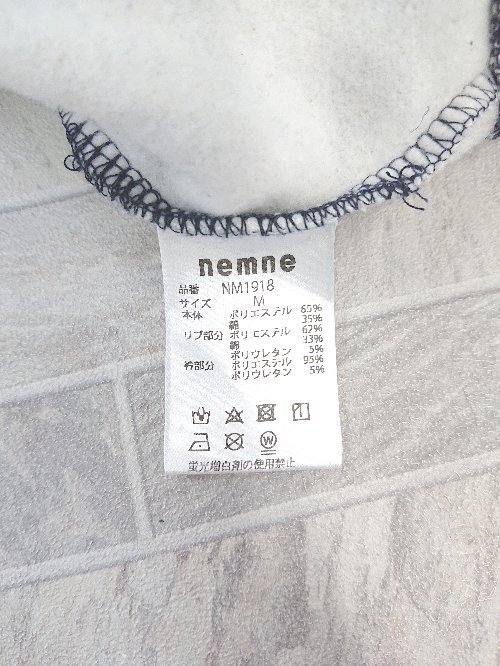 nemne
品番 NM1918
サイズ M
本体 ポリエステル 65%
綿 35%
リブ部分 ポリエステル 62%
綿 33%
ポリウレタン 5%
衿部分 ポリエステル 95%
ポリウレタン 5%
W
蛍光増白剤の使用禁止